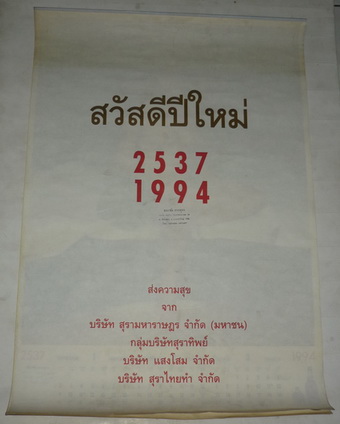 สวัสดีปีใหม่
2537
1994
ส่งความสุข
จาก
บริษัท สุรามหาราษฎร จำกัด (มหาชน)
กลุ่มบริษัทสุราทิพย์
บริษัท แสงโสม จำกัด
บริษัท สุราไทยทำ จำกัด